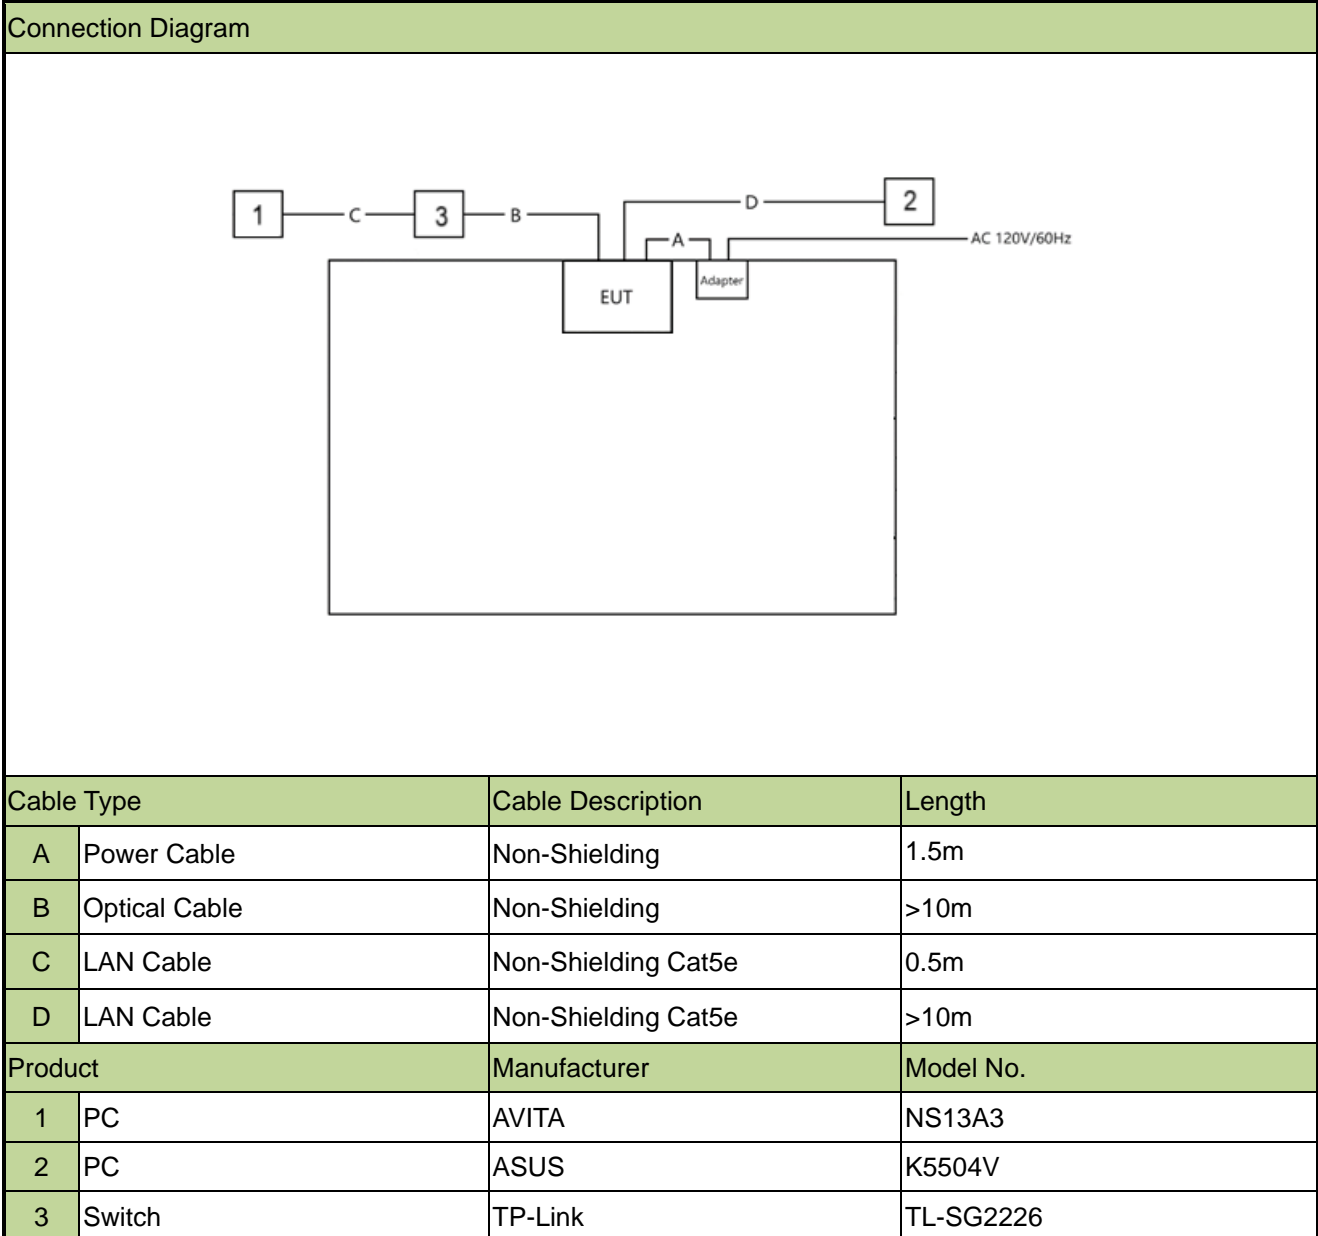 Connection Diagram
1 C 3 B D 2
A AC 120V/60Hz
EUT Adapter
Cable Type Cable Description Length
A Power Cable Non-Shielding 1.5m
B Optical Cable Non-Shielding >10m
C LAN Cable Non-Shielding Cat5e 0.5m
D LAN Cable Non-Shielding Cat5e >10m
Product Manufacturer Model No.
1 PC AVITA NS13A3
2 PC ASUS K5504V
3 Switch TP-Link TL-SG2226